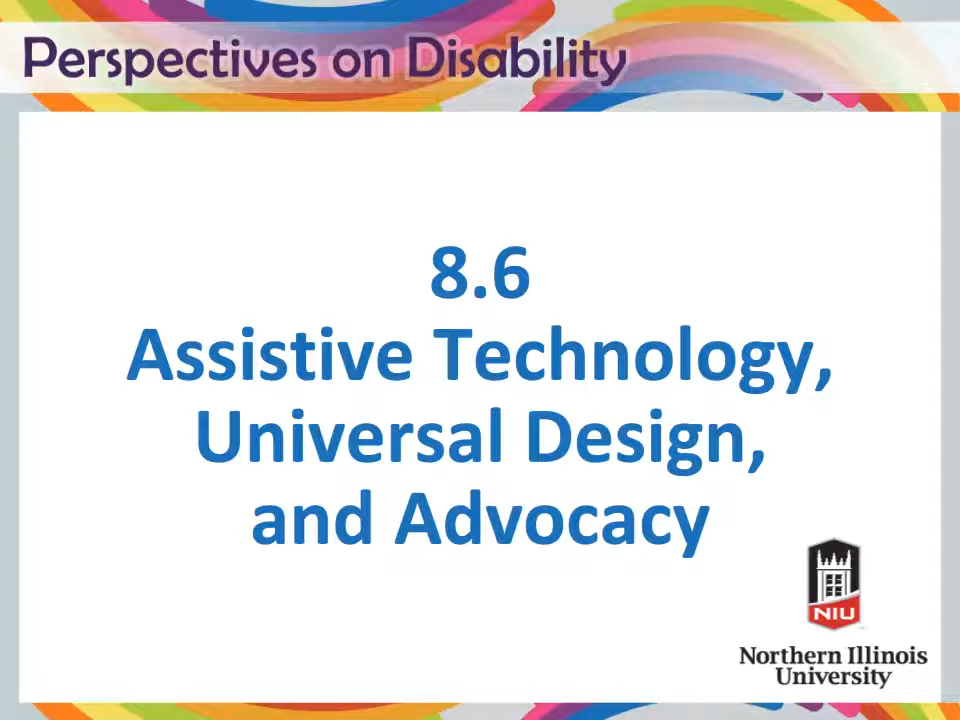 Perspectives on Disability
8.6
Assistive Technology,
Universal Design,
and Advocacy
NIU
Northern Illinois
University